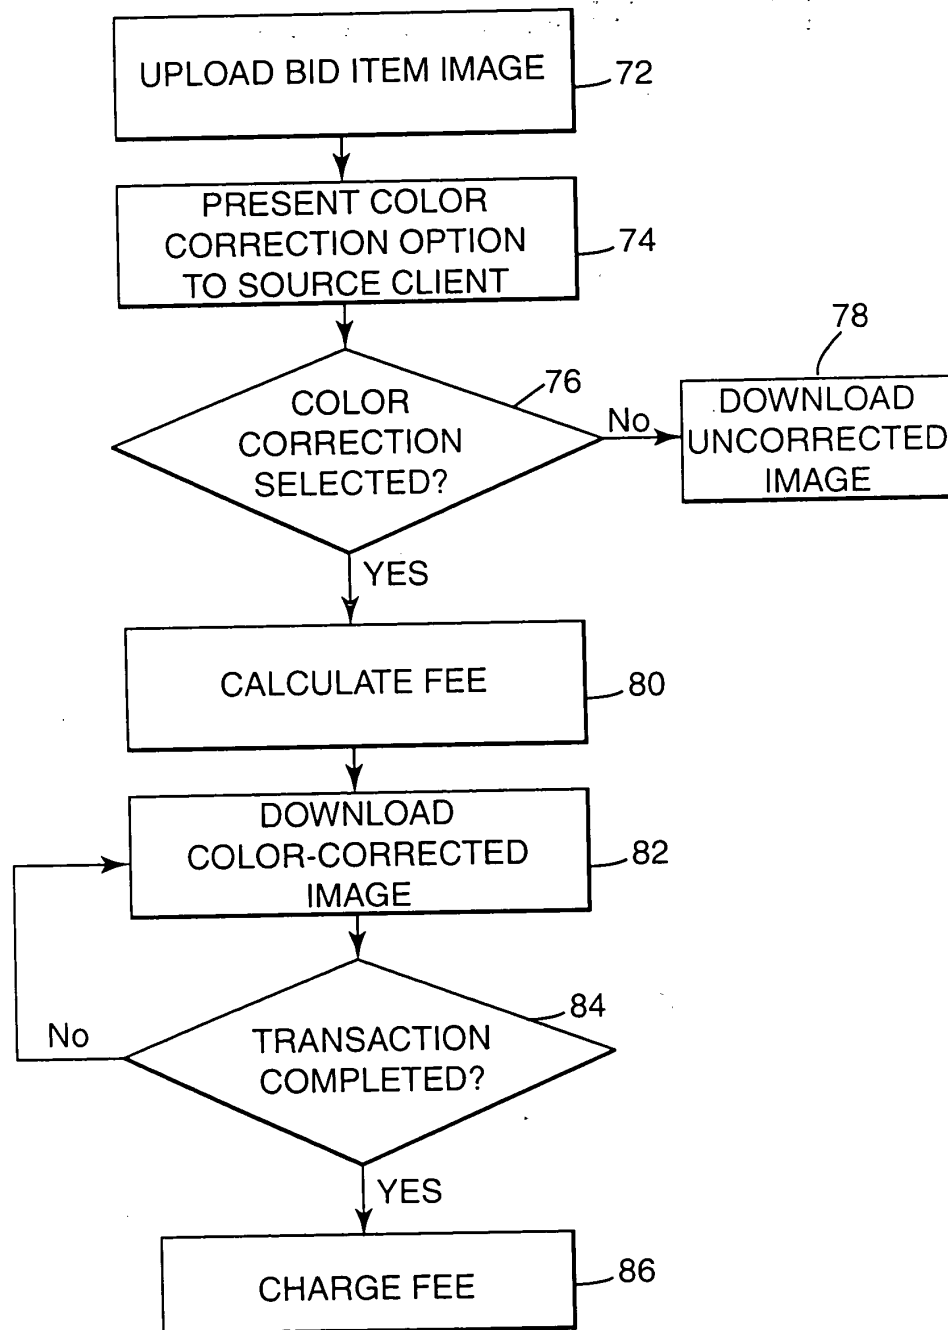 UPLOAD BID ITEM IMAGE
72
PRESENT COLOR
CORRECTION OPTION
TO SOURCE CLIENT
74
78
76
COLOR
CORRECTION
SELECTED?
No
DOWNLOAD
UNCORRECTED
IMAGE
YES
CALCULATE FEE
80
DOWNLOAD
COLOR-CORRECTED
IMAGE
82
84
No
TRANSACTION
COMPLETED?
YES
CHARGE FEE
86